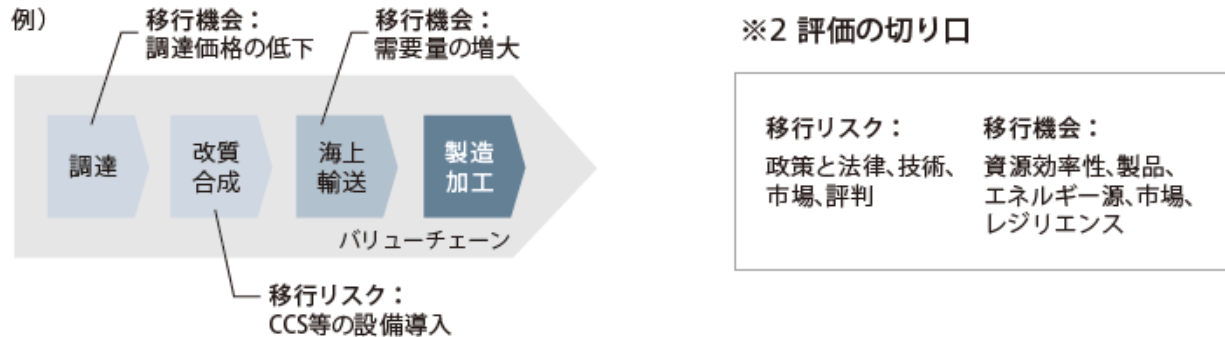 例）
移行機会：
調達価格の低下
移行機会：
需要量の増大
調達
改質
合成
海上
輸送
製造
加工
バリューチェーン
移行リスク：
CCS等の設備導入
※2 評価の切り口
移行リスク：
政策と法律、技術、
市場、評判
移行機会：
資源効率性、製品、
エネルギー源、市場、
レジリエンス